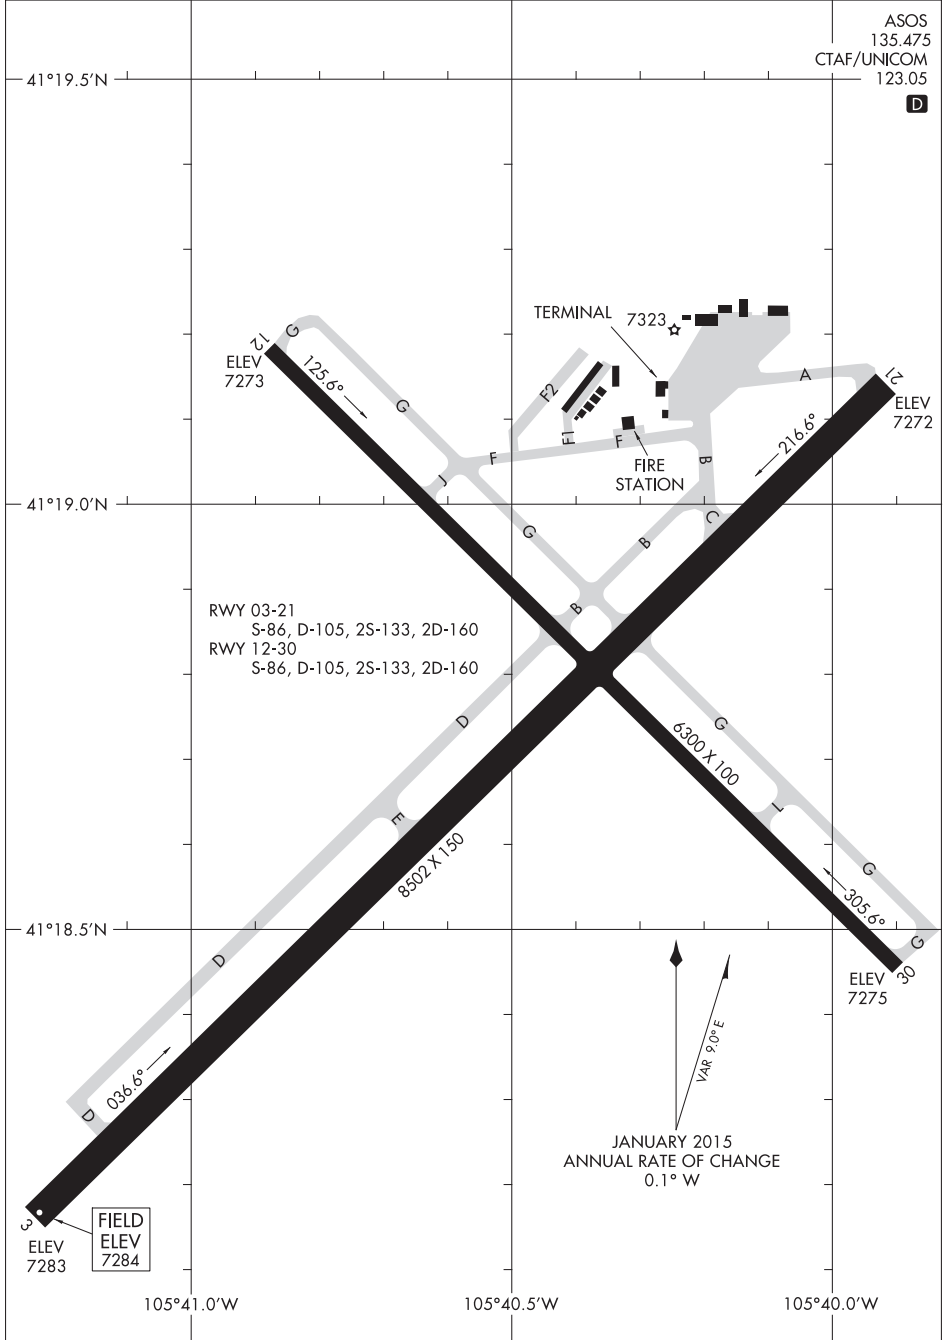 ASOS
135.475
CTAF/UNICOM
123.05
D
41°19.5'N
TERMINAL
7323
12
G
ELEV
7273
125.6°
G
F2
F1
F
F
A
21
ELEV
7272
216.6°
FIRE
STATION
B
J
41°19.0'N
G
C
B
B
RWY 03-21
S-86, D-105, 2S-133, 2D-160
RWY 12-30
S-86, D-105, 2S-133, 2D-160
D
G
6300 X 100
E
L
8502 X 150
G
305.6°
41°18.5'N
D
G
30
ELEV
7275
VAR 9.0° E
036.6°
D
JANUARY 2015
ANNUAL RATE OF CHANGE
0.1° W
3
ELEV
7283
FIELD
ELEV
7284
105°41.0'W
105°40.5'W
105°40.0'W